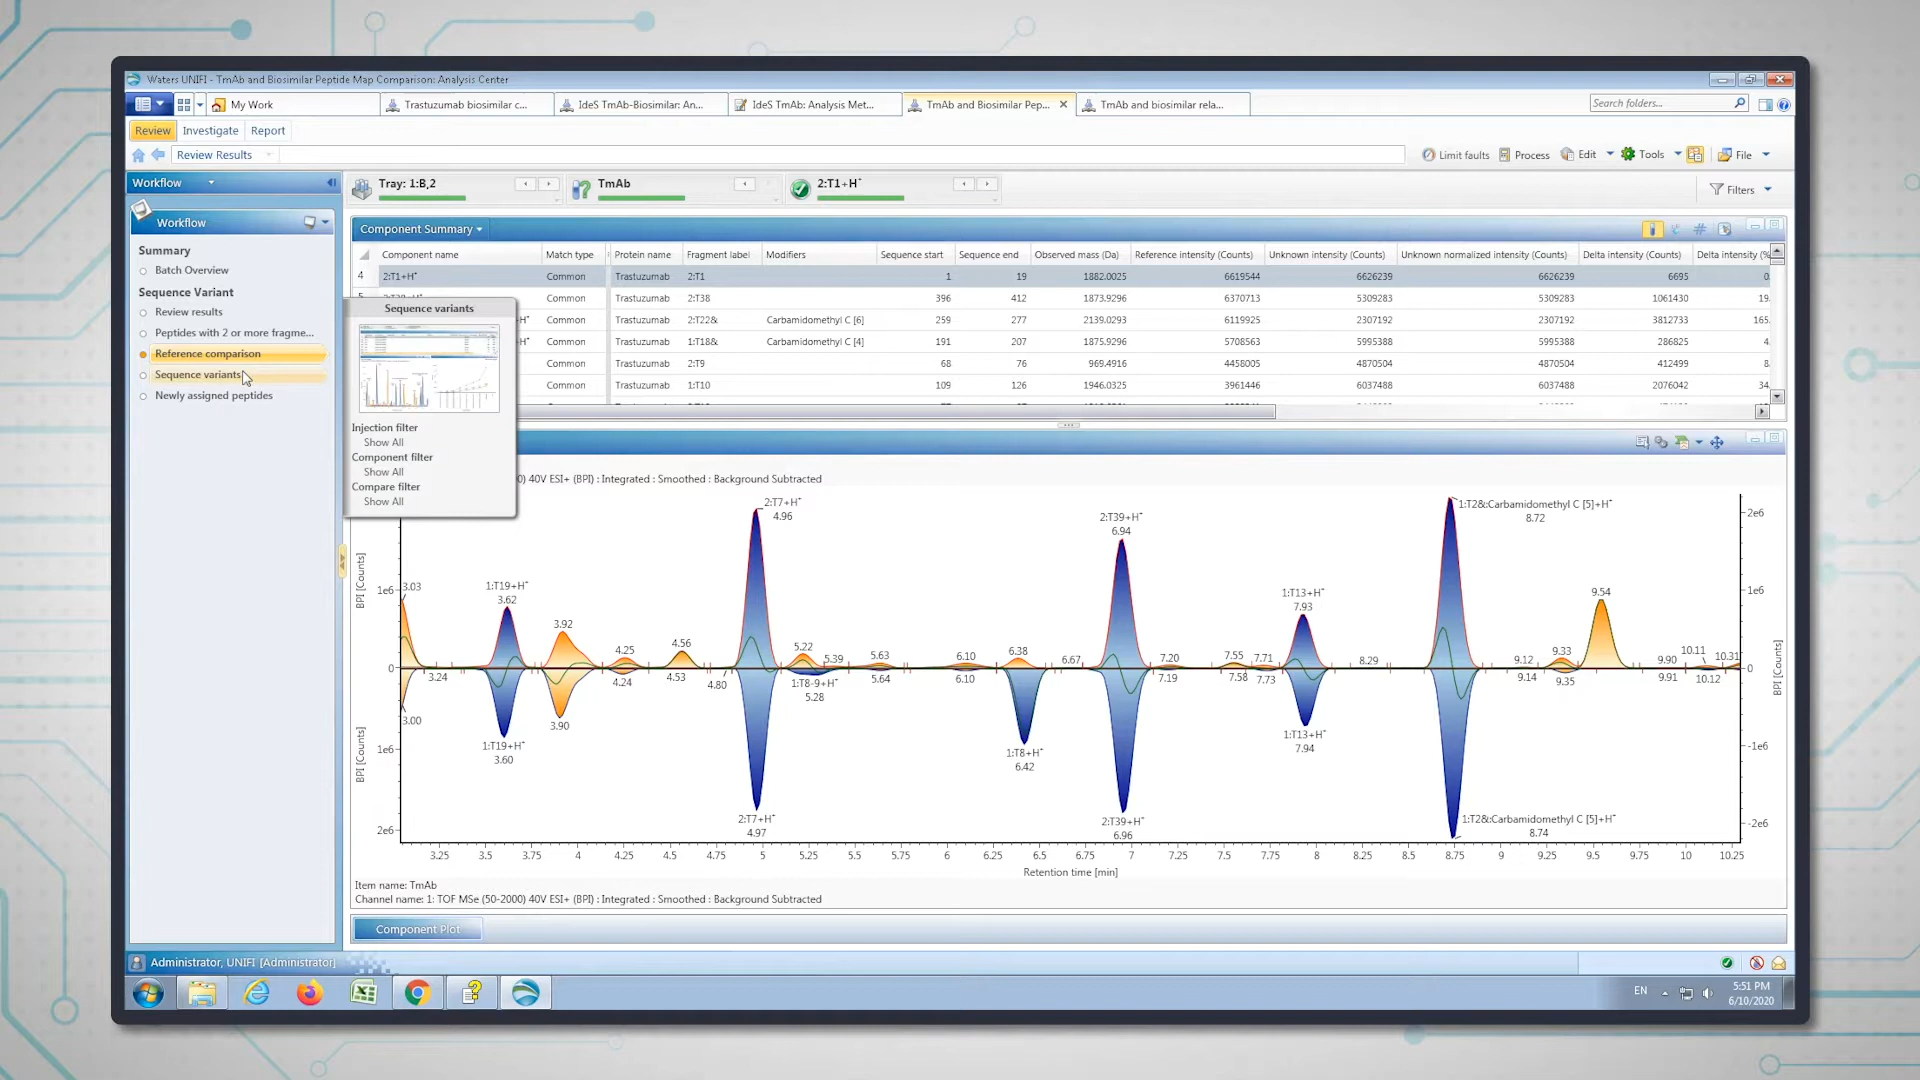 Waters UNIFI - TmAb and Biosimilar Peptide Map Comparison: Analysis Center
My Work
Trastuzumab biosimilar c...
IdeS TmAb-Biosimilar: An...
IdeS TmAb: Analysis Met...
TmAb and Biosimilar Pep...
TmAb and biosimilar rela...
Search folders...
Review Investigate Report
Review Results
Limit faults Process Edit Tools File
Workflow
Tray: 1:B,2
TmAb
2:T1+H⁺
Filters
Workflow
Summary
Batch Overview
Sequence Variant
Review results
Peptides with 2 or more fragme...
Reference comparison
Sequence variants
Newly assigned peptides
Component Summary
Component name Match type Protein name Fragment label Modifiers Sequence start Sequence end Observed mass (Da) Reference intensity (Counts) Unknown intensity (Counts) Unknown normalized intensity (Counts) Delta intensity (Counts) Delta intensity (%
4 2:T1+H⁺ Common Trastuzumab 2:T1 1 19 1882.0025 6619544 6626239 6626239 6695 0.
Common Trastuzumab 2:T38 396 412 1873.9296 6370713 5309283 5309283 1061430 19.
H⁺ Common Trastuzumab 2:T22& Carbamidomethyl C [6] 259 277 2139.0293 6119925 2307192 2307192 3812733 165.
H⁺ Common Trastuzumab 1:T18& Carbamidomethyl C [4] 191 207 1875.9296 5708563 5995388 5995388 286825 4.
Common Trastuzumab 2:T9 68 76 969.4916 4458005 4870504 4870504 412499 8.
Common Trastuzumab 1:T10 109 126 1946.0325 3961446 6037488 6037488 2076042 34.
Sequence variants
Injection filter
Show All
Component filter
Show All
Compare filter
Show All
0) 40V ESI+ (BPI) : Integrated : Smoothed : Background Subtracted
2:T7+H⁺
4.96
2:T39+H⁺
6.94
1:T2&:Carbamidomethyl C [5]+H⁺
8.72
2e6
BPI [Counts]
1e6
3.03
1:T19+H⁺
3.62
3.92
4.25
4.56
5.22
5.39
5.63
6.10
6.38
6.67
7.20
7.55
7.71
1:T13+H⁺
7.93
8.29
9.12
9.33
9.54
9.90
10.11
10.31
1e6
0
0
BPI [Counts]
3.00
3.24
3.90
4.24
4.53
4.80
1:T8-9+H⁺
5.28
5.64
6.10
7.19
7.58
7.73
9.14
9.35
9.91
10.12
1:T19+H⁺
3.60
1:T8+H⁺
6.42
1:T13+H⁺
7.94
BPI [Counts]
1e6
-1e6
2:T7+H⁺
4.97
2:T39+H⁺
6.96
1:T2&:Carbamidomethyl C [5]+H⁺
8.74
2e6
-2e6
3.25 3.5 3.75 4 4.25 4.5 4.75 5 5.25 5.5 5.75 6 6.25 6.5 6.75 7 7.25 7.5 7.75 8 8.25 8.5 8.75 9 9.25 9.5 9.75 10 10.25
Retention time [min]
Item name: TmAb
Channel name: 1: TOF MSe (50-2000) 40V ESI+ (BPI) : Integrated : Smoothed : Background Subtracted
Component Plot
Administrator, UNIFI [Administrator]
EN
5:51 PM
6/10/2020